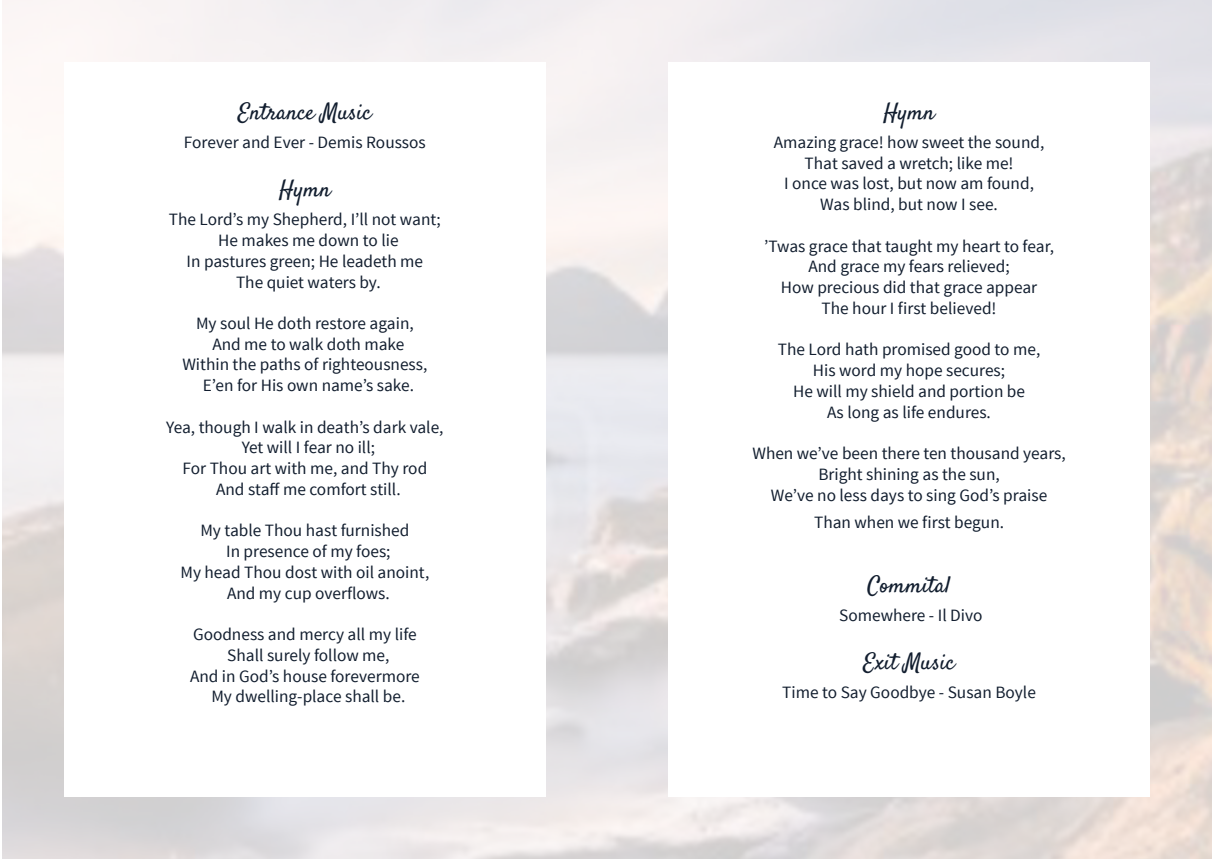 Entrance Music
Forever and Ever - Demis Roussos
Hymn
The Lord’s my Shepherd, I’ll not want;
He makes me down to lie
In pastures green; He leadeth me
The quiet waters by.
My soul He doth restore again,
And me to walk doth make
Within the paths of righteousness,
E’en for His own name’s sake.
Yea, though I walk in death’s dark vale,
Yet will I fear no ill;
For Thou art with me, and Thy rod
And staff me comfort still.
My table Thou hast furnished
In presence of my foes;
My head Thou dost with oil anoint,
And my cup overflows.
Goodness and mercy all my life
Shall surely follow me,
And in God’s house forevermore
My dwelling-place shall be.
Hymn
Amazing grace! how sweet the sound,
That saved a wretch; like me!
I once was lost, but now am found,
Was blind, but now I see.
’Twas grace that taught my heart to fear,
And grace my fears relieved;
How precious did that grace appear
The hour I first believed!
The Lord hath promised good to me,
His word my hope secures;
He will my shield and portion be
As long as life endures.
When we’ve been there ten thousand years,
Bright shining as the sun,
We’ve no less days to sing God’s praise
Than when we first begun.
Commital
Somewhere - Il Divo
Exit Music
Time to Say Goodbye - Susan Boyle